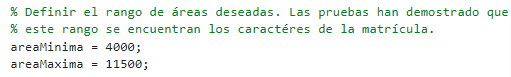 % Definir el rango de áreas deseadas. Las pruebas han demostrado que
% este rango se encuentran los caractéres de la matrícula.
areaMinima = 4000;
areaMaxima = 11500;